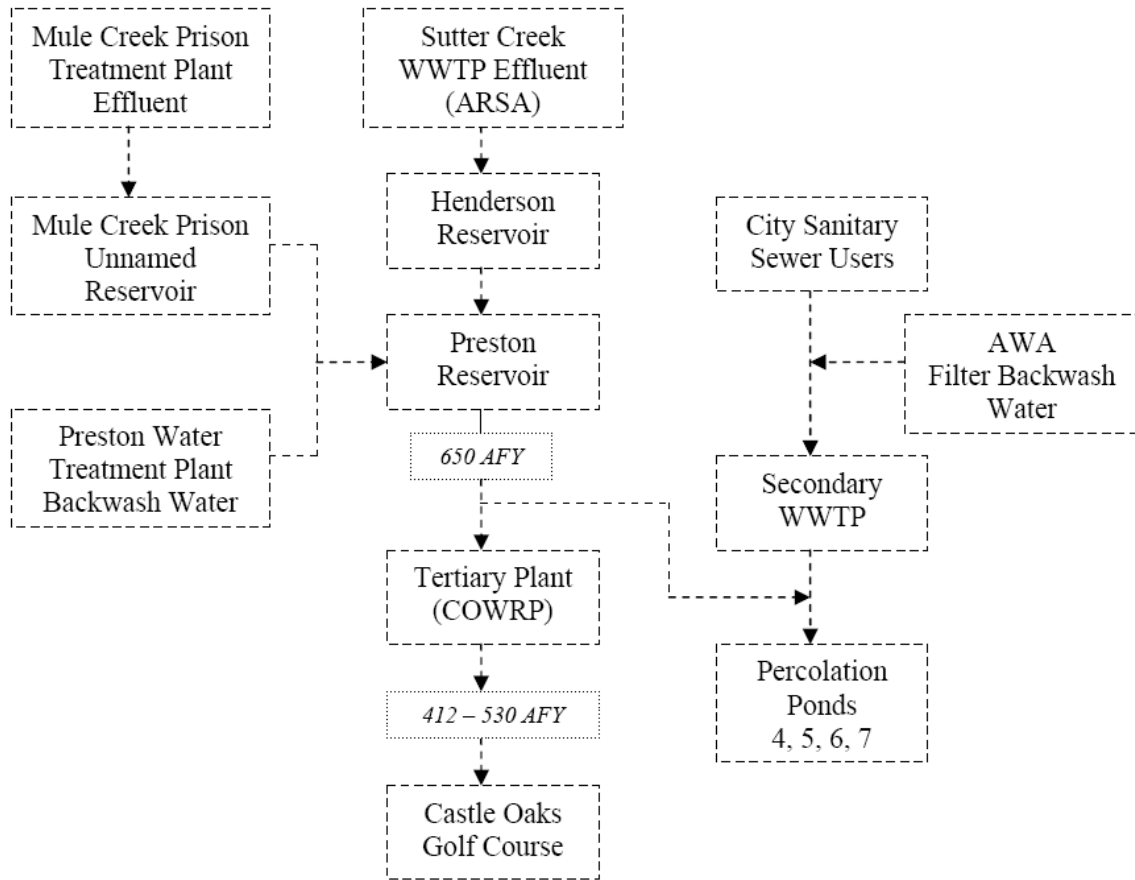 Mule Creek Prison
Treatment Plant
Effluent
Sutter Creek
WWTP Effluent
(ARSA)
Mule Creek Prison
Unnamed
Reservoir
Henderson
Reservoir
City Sanitary
Sewer Users
Preston
Reservoir
AWA
Filter Backwash
Water
Preston Water
Treatment Plant
Backwash Water
650 AFY
Secondary
WWTP
Tertiary Plant
(COWRP)
412 – 530 AFY
Percolation
Ponds
4, 5, 6, 7
Castle Oaks
Golf Course